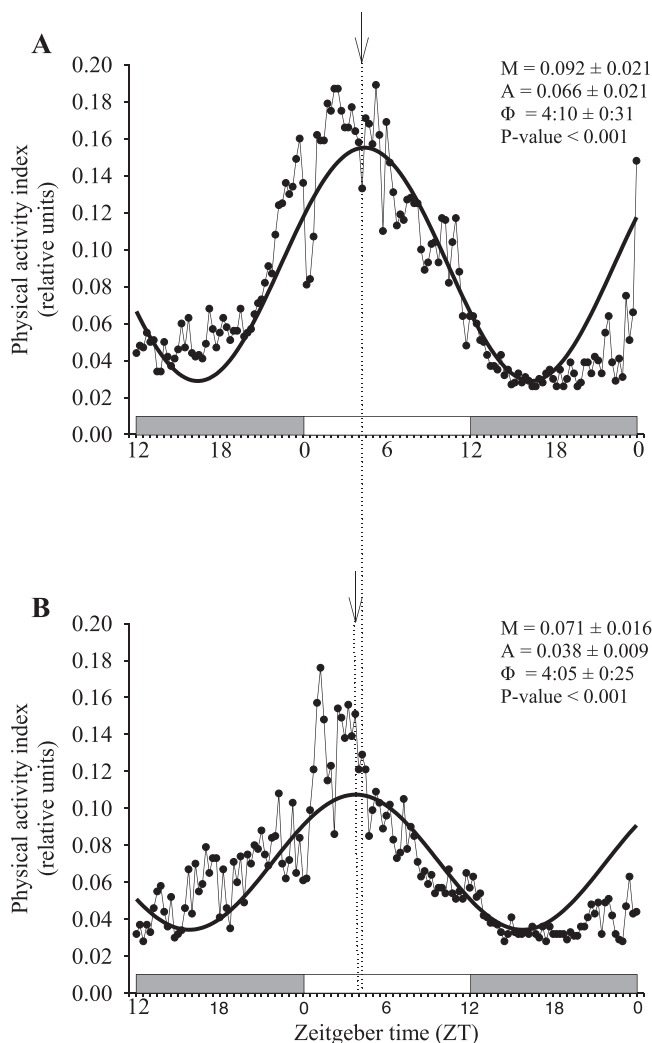 A
M = 0.092 ± 0.021
A = 0.066 ± 0.021
Φ = 4:10 ± 0:31
P-value < 0.001
Physical activity index
(relative units)
0.20
0.18
0.16
0.14
0.12
0.10
0.08
0.06
0.04
0.02
0.00
12 18 0 6 12 18 0
B
M = 0.071 ± 0.016
A = 0.038 ± 0.009
Φ = 4:05 ± 0:25
P-value < 0.001
Physical activity index
(relative units)
0.20
0.18
0.16
0.14
0.12
0.10
0.08
0.06
0.04
0.02
0.00
12 18 0 6 12 18 0
Zeitgeber time (ZT)